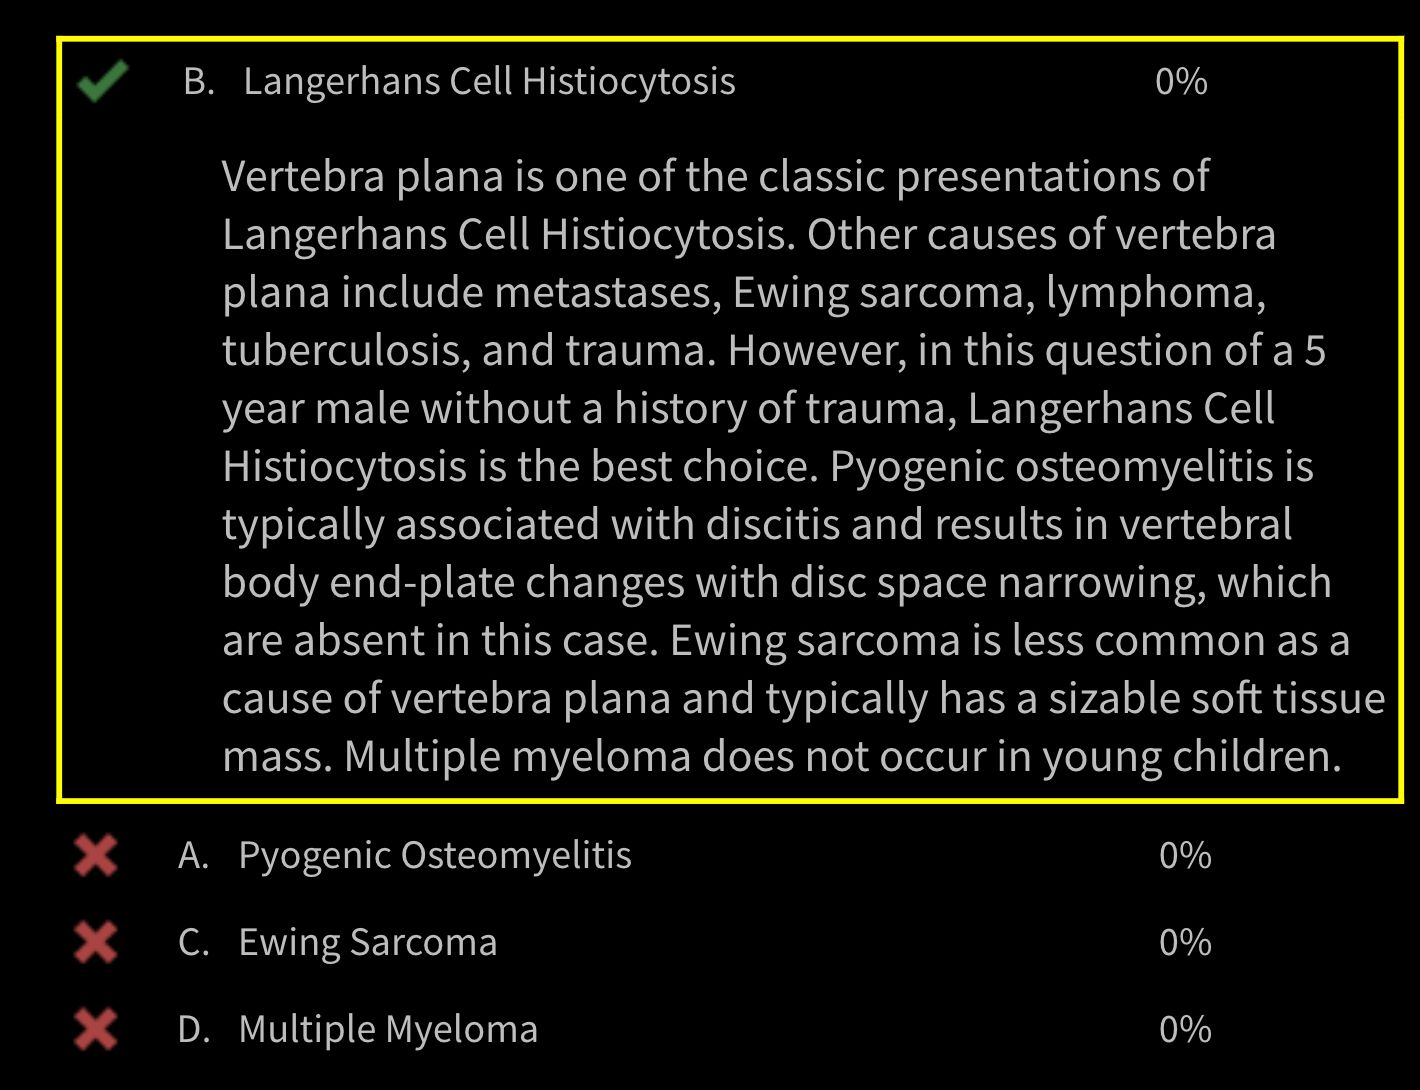 B. Langerhans Cell Histiocytosis 0%
Vertebra plana is one of the classic presentations of
Langerhans Cell Histiocytosis. Other causes of vertebra
plana include metastases, Ewing sarcoma, lymphoma,
tuberculosis, and trauma. However, in this question of a 5
year male without a history of trauma, Langerhans Cell
Histiocytosis is the best choice. Pyogenic osteomyelitis is
typically associated with discitis and results in vertebral
body end-plate changes with disc space narrowing, which
are absent in this case. Ewing sarcoma is less common as a
cause of vertebra plana and typically has a sizable soft tissue
mass. Multiple myeloma does not occur in young children.
A. Pyogenic Osteomyelitis 0%
C. Ewing Sarcoma 0%
D. Multiple Myeloma 0%